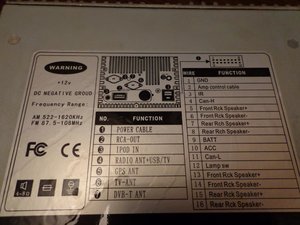 WARNING
+12v
DC NEGATIVE GROUD
Frequency Range:
AM 522-1620KHz
FM 87.5-108MHz
FC CE
4-8Ω
NO. FUNCTION
1 POWER CABLE
2 RCA-OUT
3 IPOD IN
4 RADIO ANT+USB/TV
5 GPS ANT
6 TV-ANT
7 DVB-T ANT
WIRE FUNCTION
1 GND
2 Amp control cable
3 IR
4 Can-H
5 Front Rck Speaker+
6 Front Rck Speaker-
7 Rear Rck Speaker+
8 Rear Rck Speaker-
9 BATT
10 ACC
11 Can-L
12 Lamp sw
13 Front Rck Speaker+
14 Front Rck Speaker-
15 Rear Rck Speaker+
16 Rear Rck Speaker-